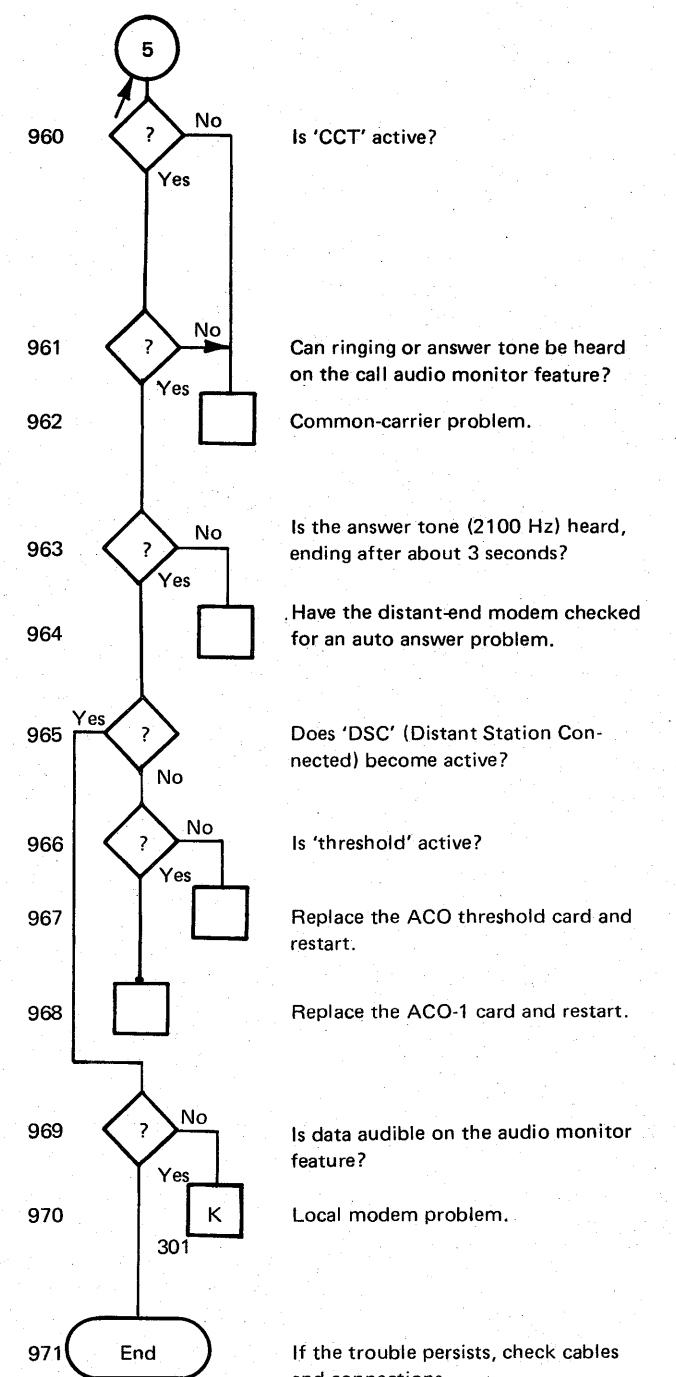 5
960 ? No Is 'CCT' active?
Yes
961 ? No Can ringing or answer tone be heard
Yes on the call audio monitor feature?
962 Common-carrier problem.
Is the answer tone (2100 Hz) heard,
963 ? No ending after about 3 seconds?
Yes
Have the distant-end modem checked
964 for an auto answer problem.
Yes
965 ? Does 'DSC' (Distant Station Con-
nected) become active?
No
966 ? No Is 'threshold' active?
Yes
967 Replace the ACO threshold card and
restart.
968 Replace the ACO-1 card and restart.
969 ? No Is data audible on the audio monitor
feature?
Yes
970 K Local modem problem.
301
971 End If the trouble persists, check cables
and connections